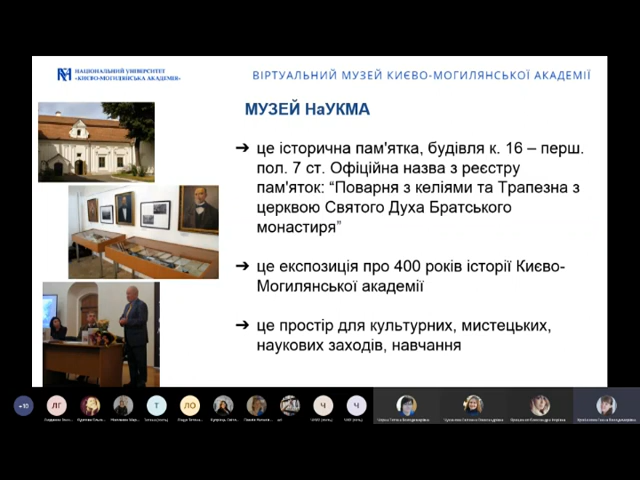 НАЦІОНАЛЬНИЙ УНІВЕРСИТЕТ
«КИЄВО-МОГИЛЯНСЬКА АКАДЕМІЯ»
ВІРТУАЛЬНИЙ МУЗЕЙ КИЄВО-МОГИЛЯНСЬКОЇ АКАДЕМІЇ
МУЗЕЙ НаУКМА
➔ це історична пам'ятка, будівля к. 16 – перш.
пол. 7 ст. Офіційна назва з реєстру
пам'яток: “Поварня з келіями та Трапезна з
церквою Святого Духа Братського
монастиря”
➔ це експозиція про 400 років історії Києво-
Могилянської академії
➔ це простір для культурних, мистецьких,
наукових заходів, навчання
+10
ЛГ
Т
ЛО
Ч
Ч